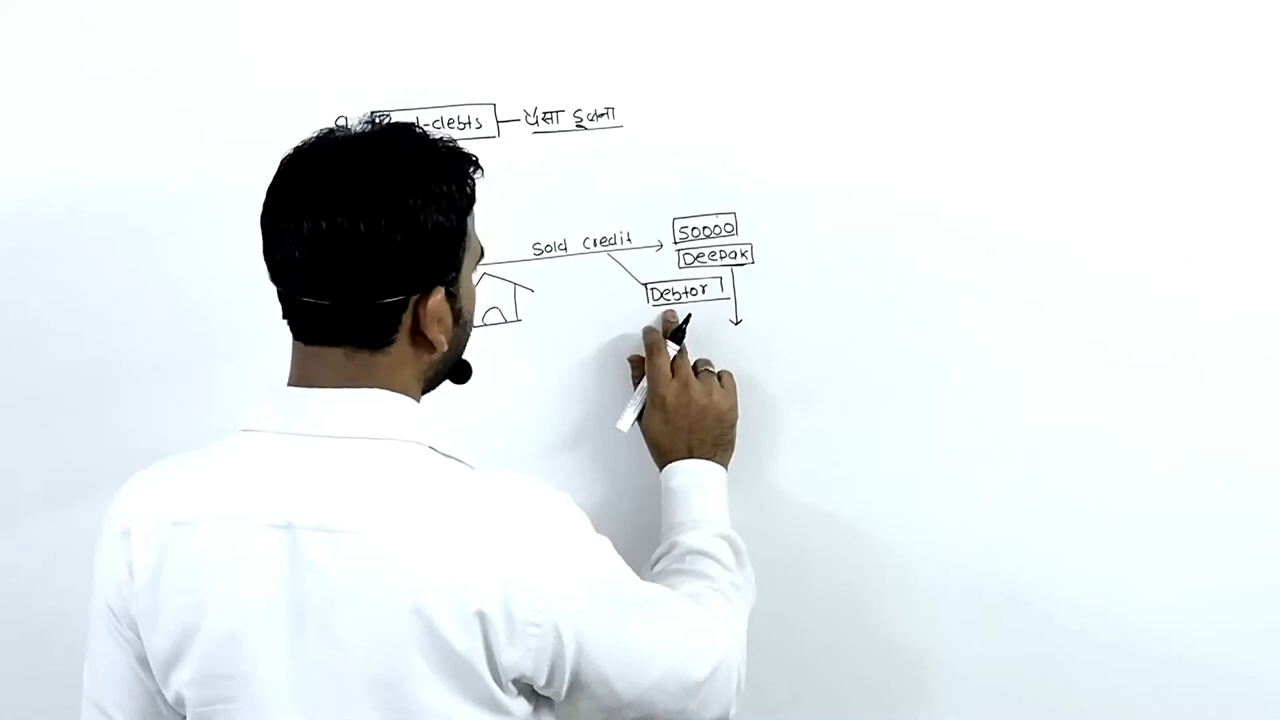 -debts — पैसा डूबना
Sold credit
50000
Deepak
Debtor